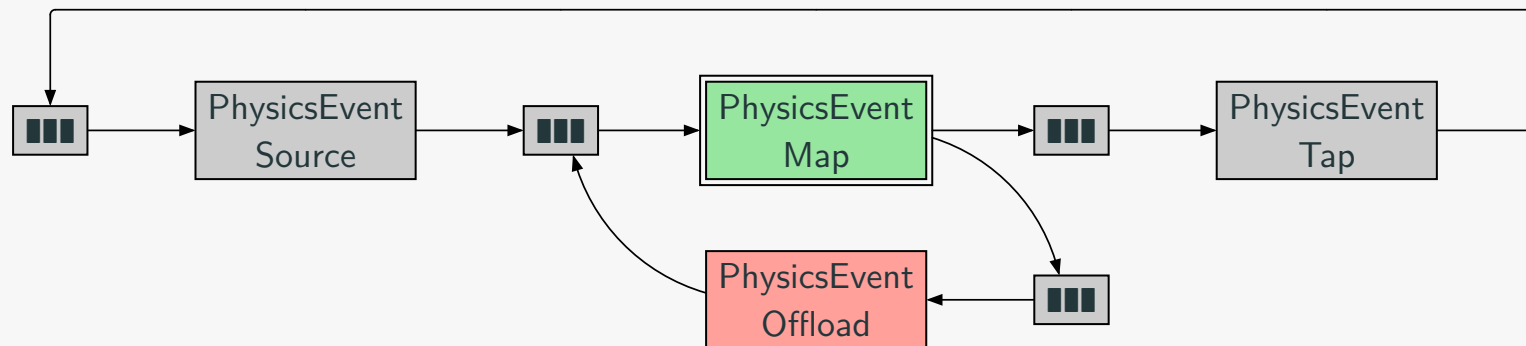 PhysicsEvent
Source
PhysicsEvent
Map
PhysicsEvent
Tap
PhysicsEvent
Offload